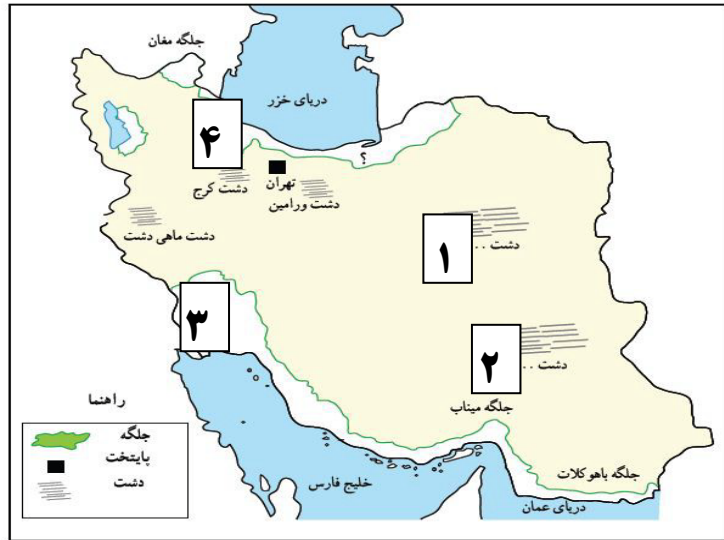 جلگه مغان
دریای خزر
۴
؟
تهران
دشت کرج
دشت ورامین
دشت ماهی دشت
۱
دشت . .
۳
۲
دشت . .
جلگه میناب
راهنما
جلگه
پایتخت
دشت
خلیج فارس
جلگه باهوکلات
دریای عمان